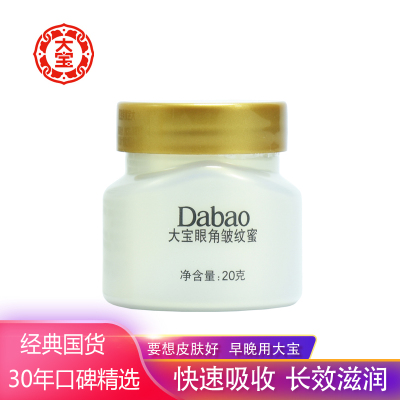 大宝
Dabao
大宝眼角皱纹蜜
净含量:20克
经典国货
要想皮肤好 早晚用大宝
30年口碑精选
快速吸收 长效滋润